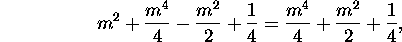 $m^2 + \frac{m^4}{4} - \frac{m^2}{2} + \frac{1}{4} = \frac{m^4}{4} + \frac{m^2}{2} + \frac{1}{4},$